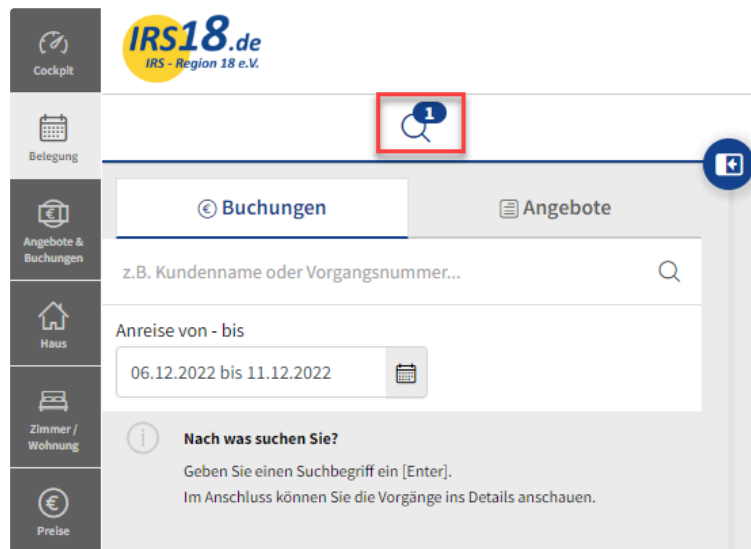 Cockpit
Belegung
Angebote &
Buchungen
Haus
Zimmer /
Wohnung
Preise
IRS18.de
IRS - Region 18 e.V.
1
Buchungen
Angebote
z.B. Kundenname oder Vorgangsnummer...
Anreise von - bis
06.12.2022 bis 11.12.2022
Nach was suchen Sie?
Geben Sie einen Suchbegriff ein [Enter].
Im Anschluss können Sie die Vorgänge ins Details anschauen.